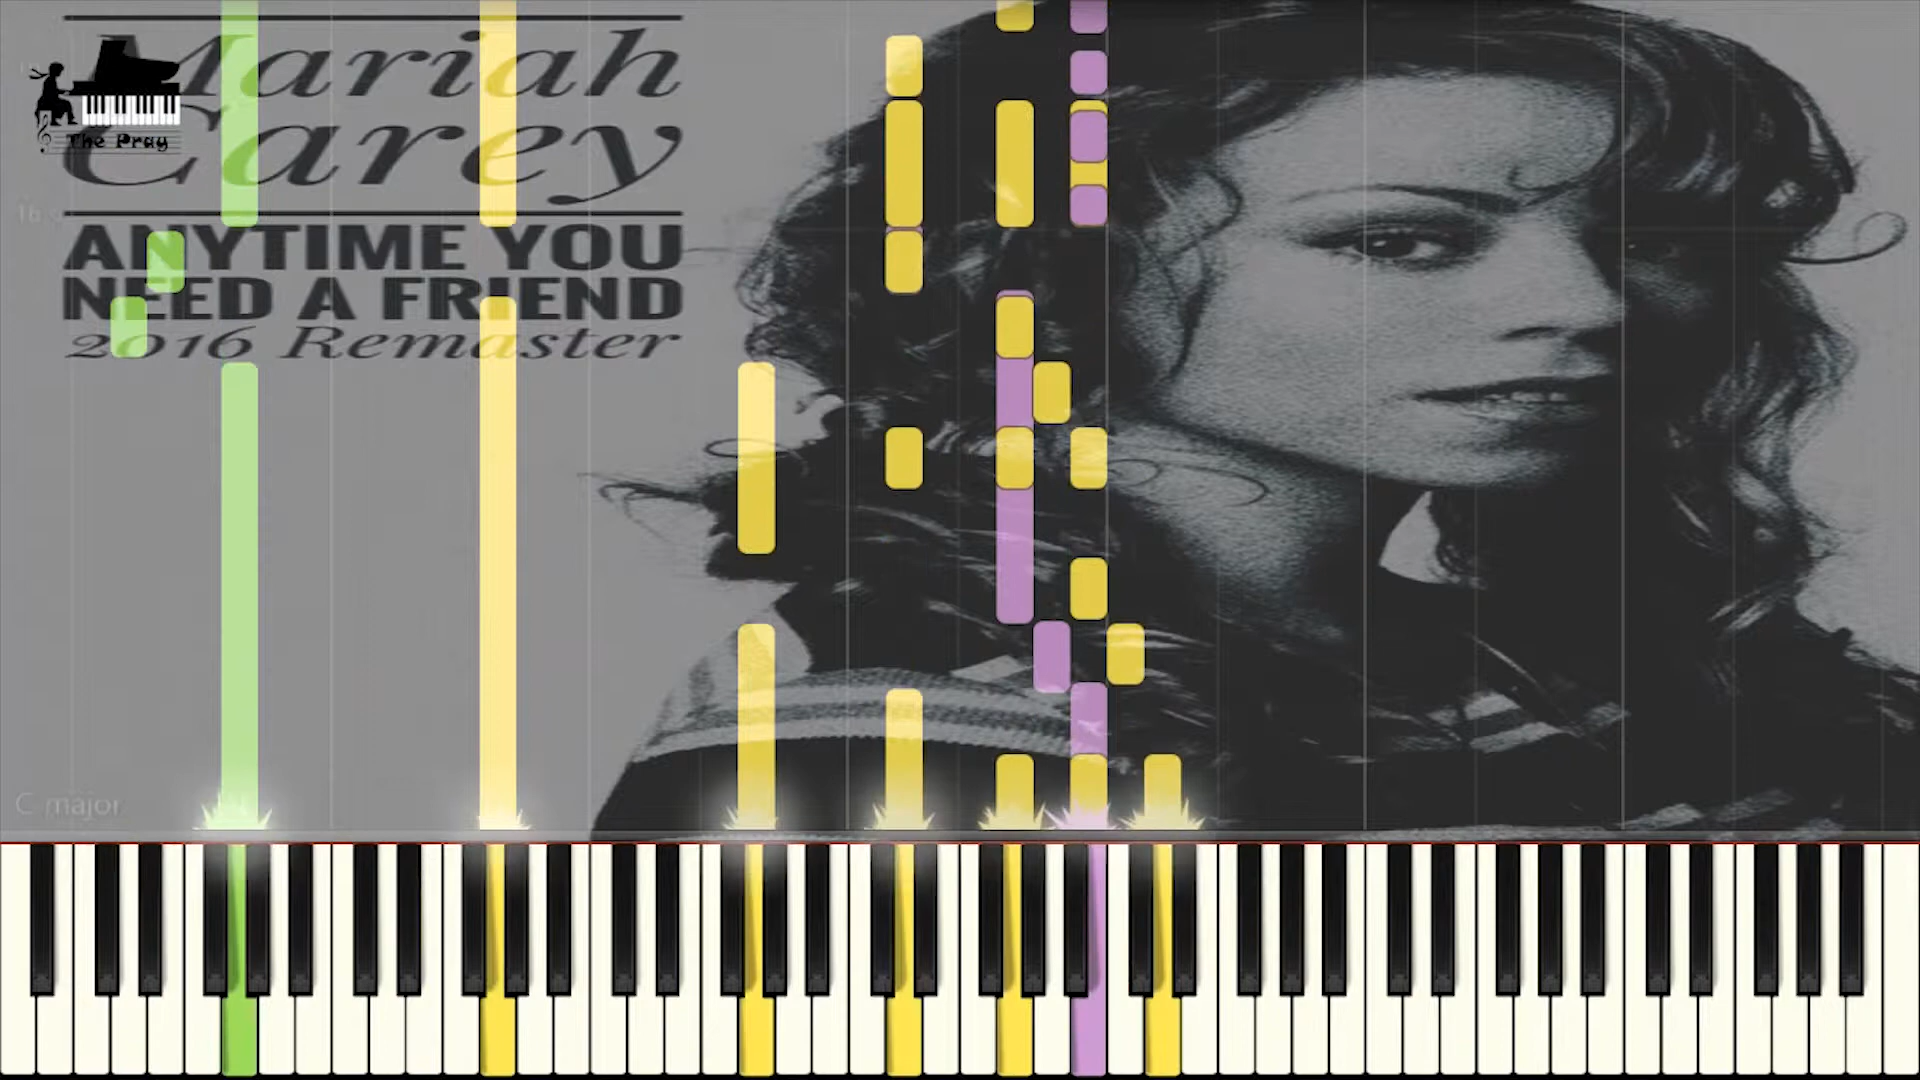 Mariah
Carey
The Pray
ANYTIME YOU
NEED A FRIEND
2016 Remaster
C major